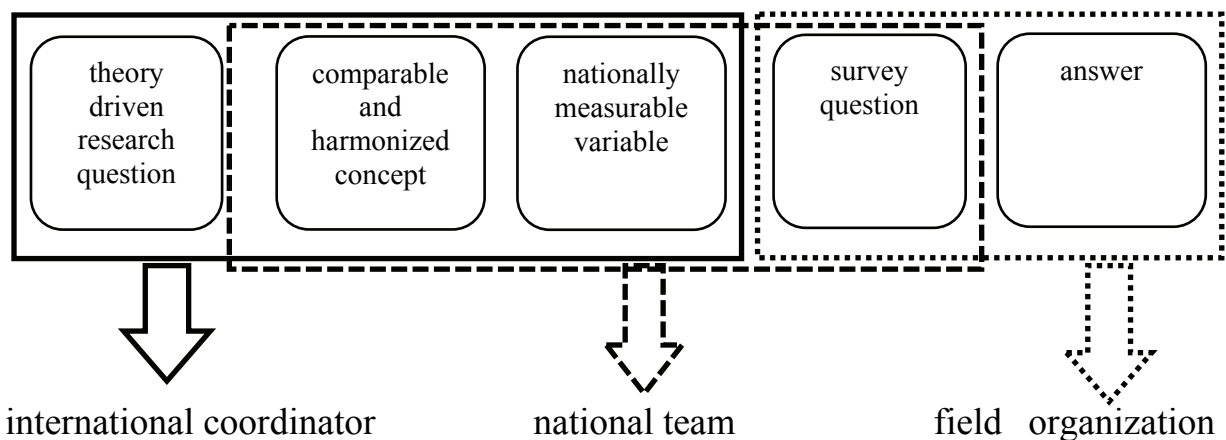 theory
driven
research
question
comparable
and
harmonized
concept
nationally
measurable
variable
survey
question
answer
international coordinator
national team
field organization